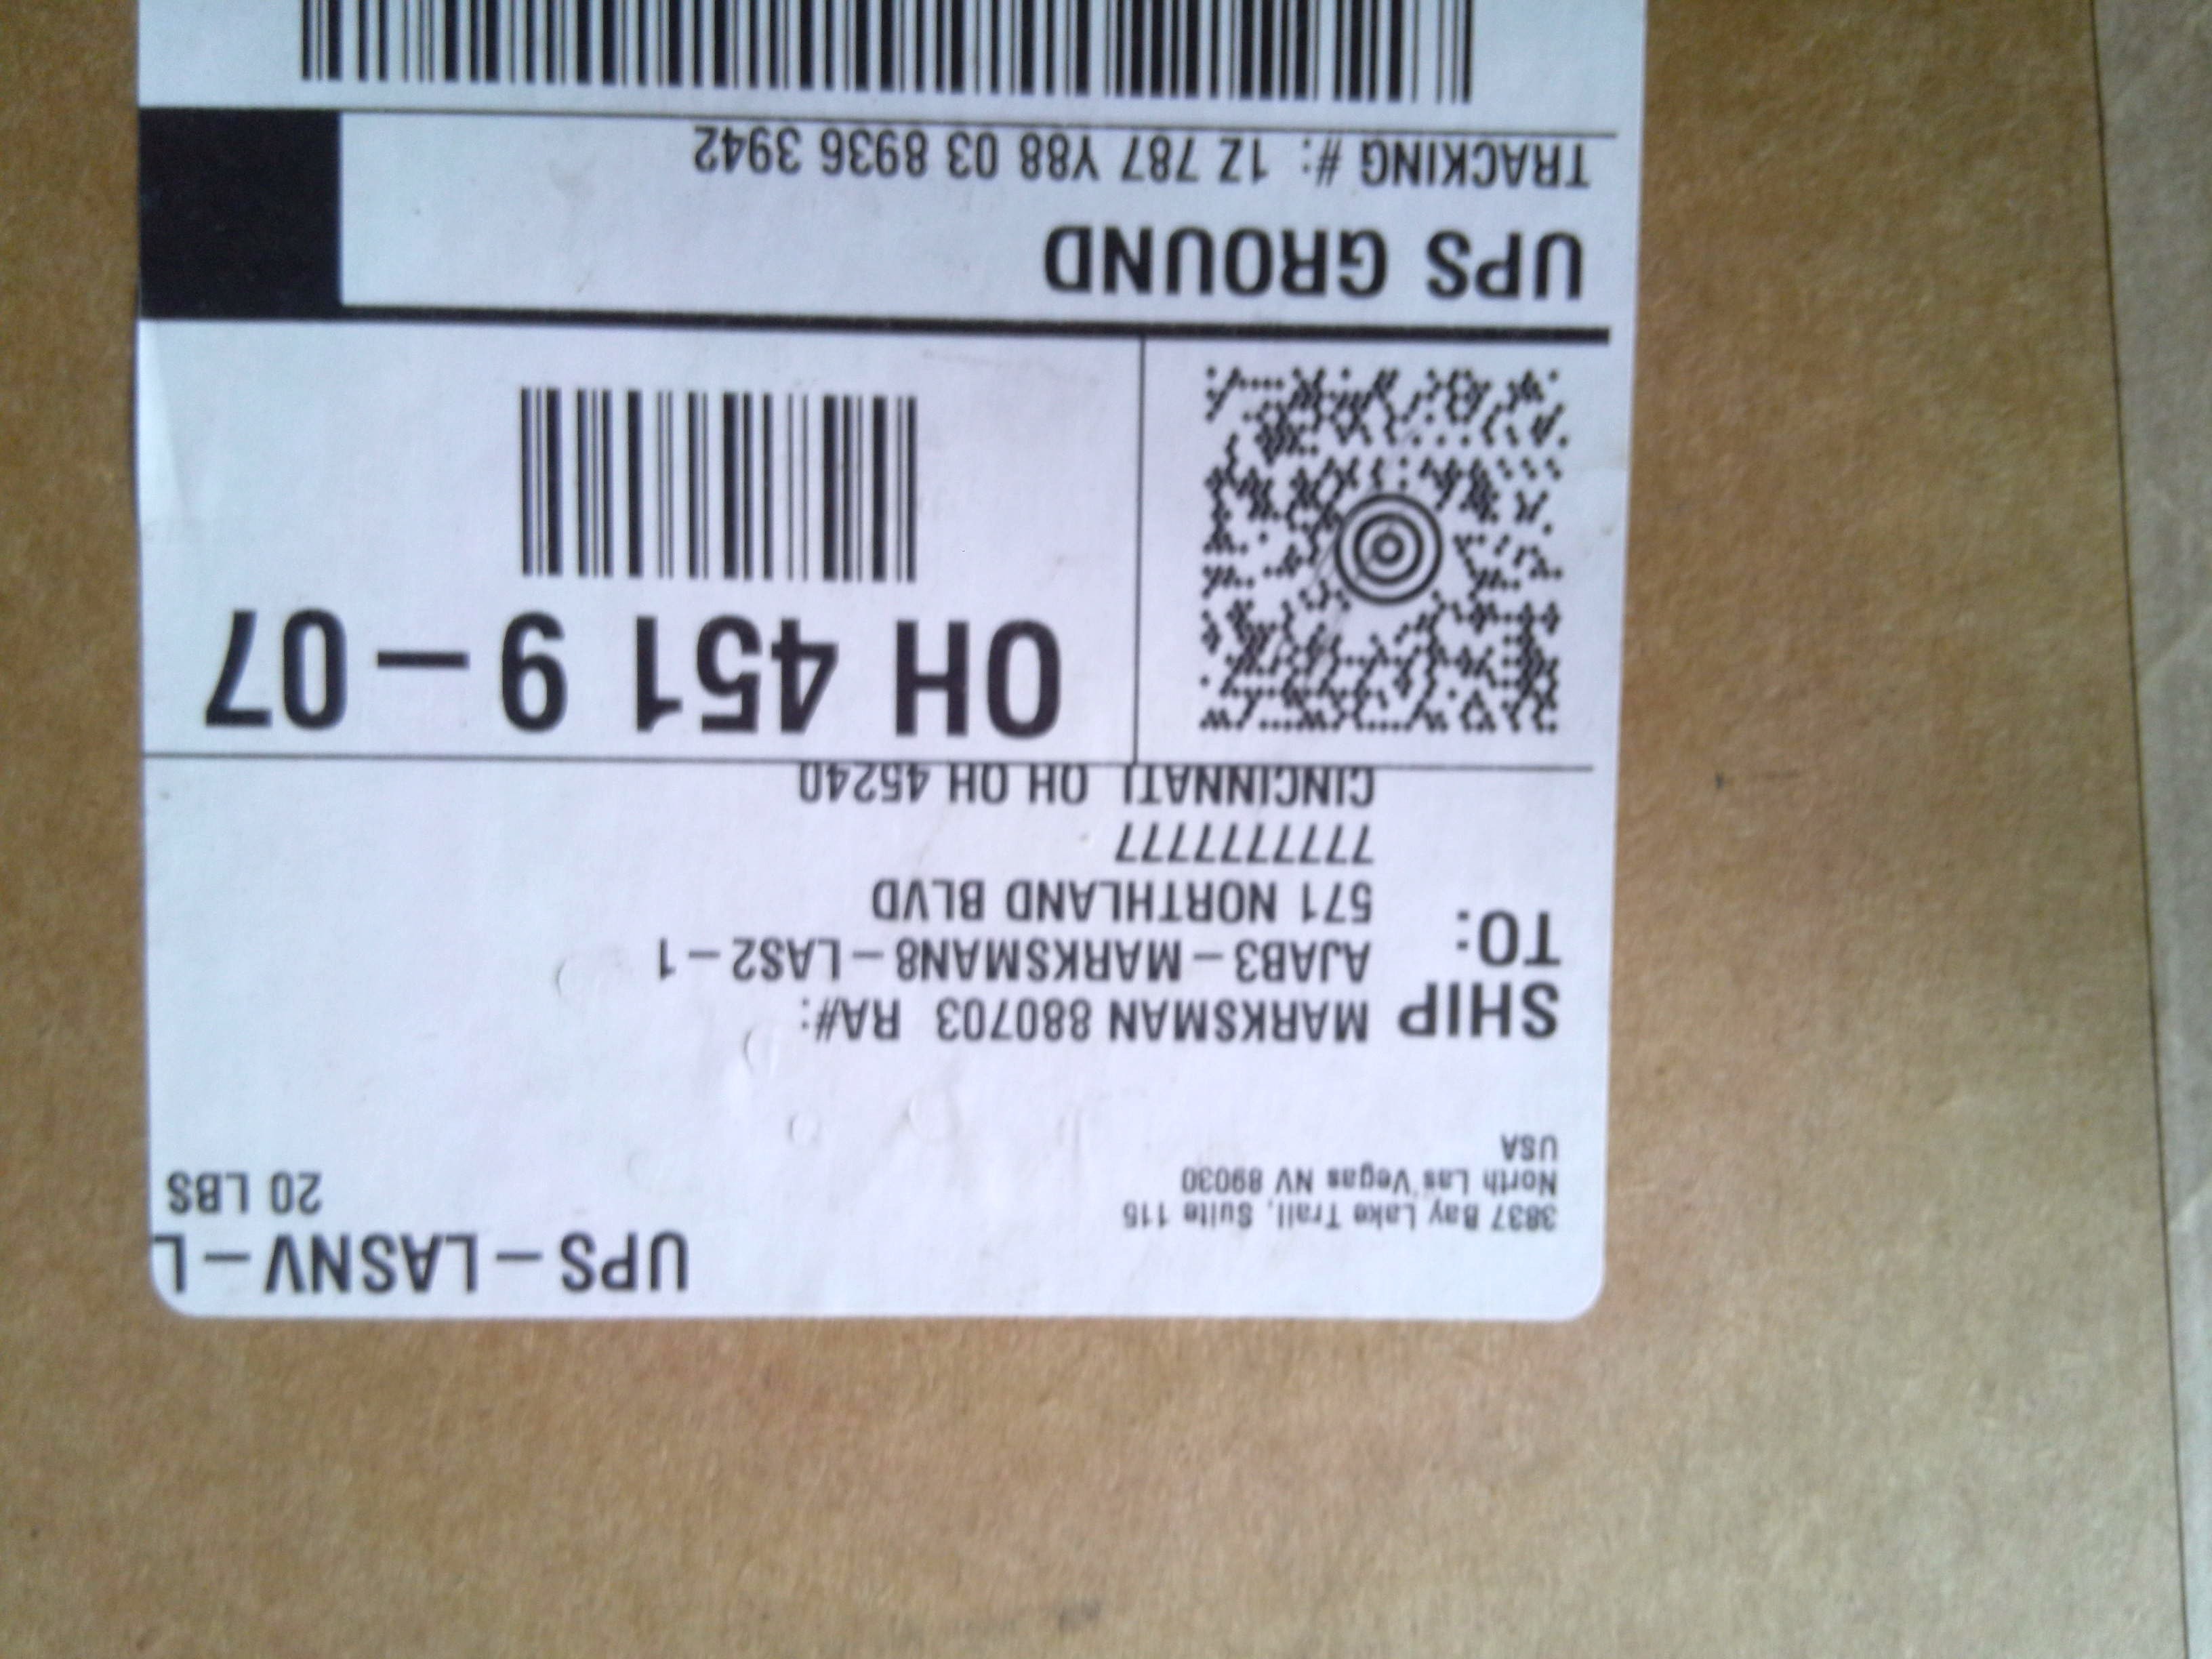 UPS-LASNV-L
20 LBS
3837 Bay Lake Trail, Suite 115
North Las Vegas NV 89030
USA
SHIP
TO:
MARKSMAN 880703 RA#:
AJAB3-MARKSMAN8-LAS2-1
571 NORTHLAND BLVD
7777777777
CINCINNATI OH OH 45240
OH 451 9-07
UPS GROUND
TRACKING #: 1Z 787 Y88 03 8936 3942